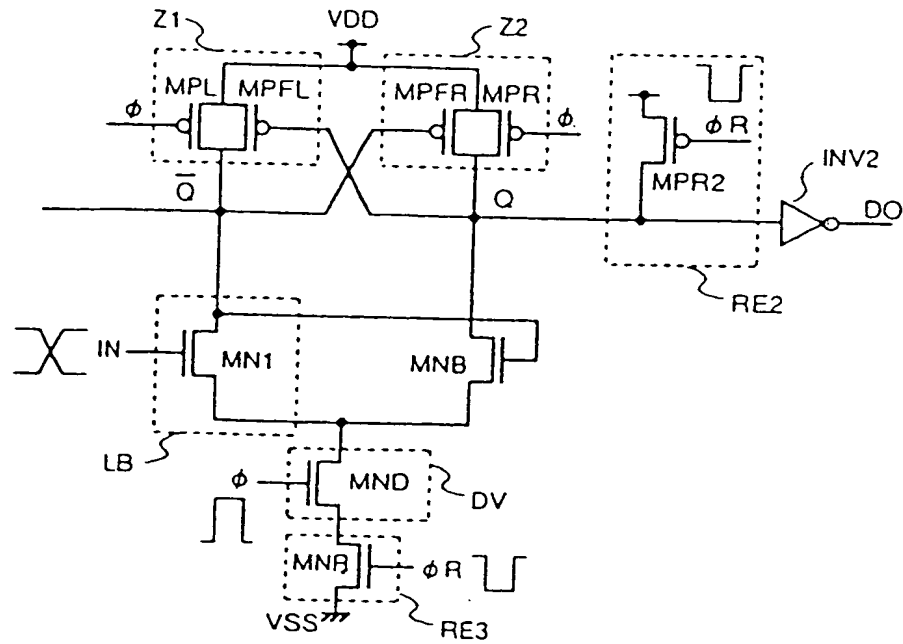 Z1
VDD
Z2
MPL
MPFL
MPFR
MPR
φ
φ
φR
MPR2
INV2
Q̅
Q
DO
RE2
IN
MN1
MNB
LB
φ
MND
DV
MNR
φR
VSS
RE3